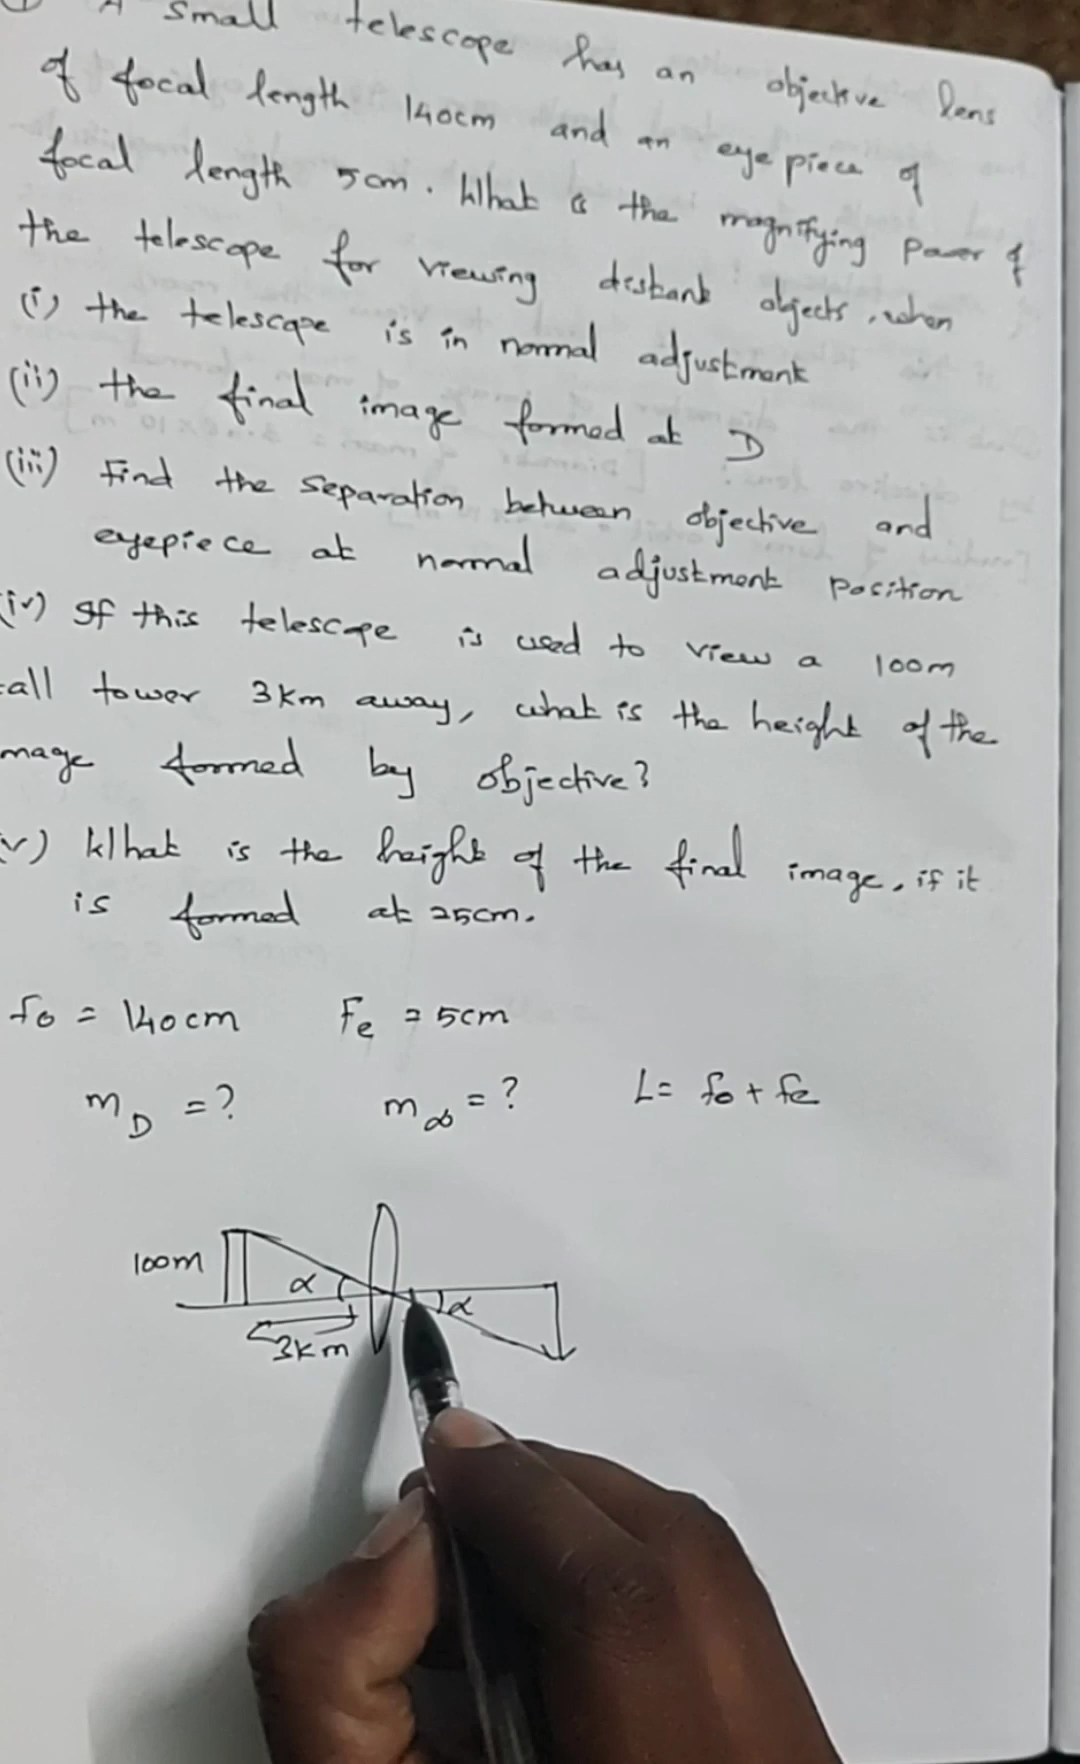 A small telescope has an objective lens
of focal length 140cm and an eye piece of
focal length 5cm. What is the magnifying power of
the telescope for viewing distant objects, when
(i) the telescope is in normal adjustment
(ii) the final image formed at D
(iii) Find the separation between objective and
eyepiece at normal adjustment position
(iv) If this telescope is used to view a 100m
all tower 3km away, what is the height of the
mage formed by objective?
v) What is the height of the final image, if it
is formed at 25cm.
fo = 140cm Fe = 5cm
m_D = ? m_∞ = ? L = fo + fe
100m α α
3km